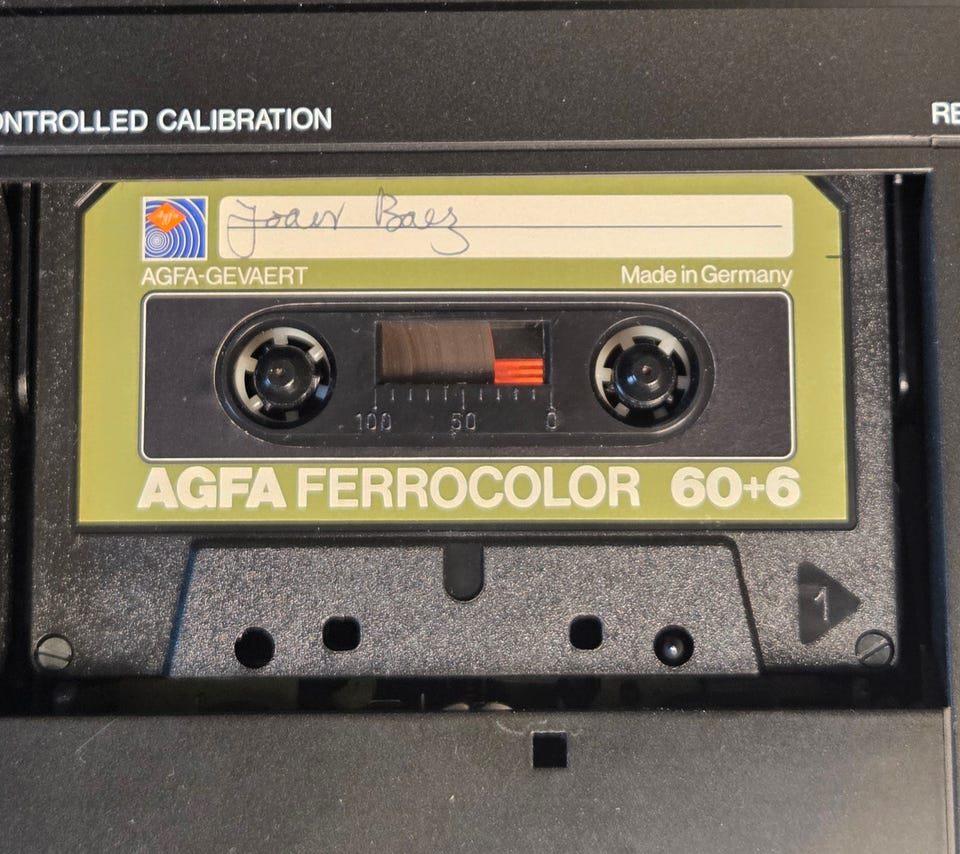 ONTROLLED CALIBRATION
RE
Joan Baez
AGFA-GEVAERT
Made in Germany
100 50 0
AGFA FERROCOLOR 60+6
1